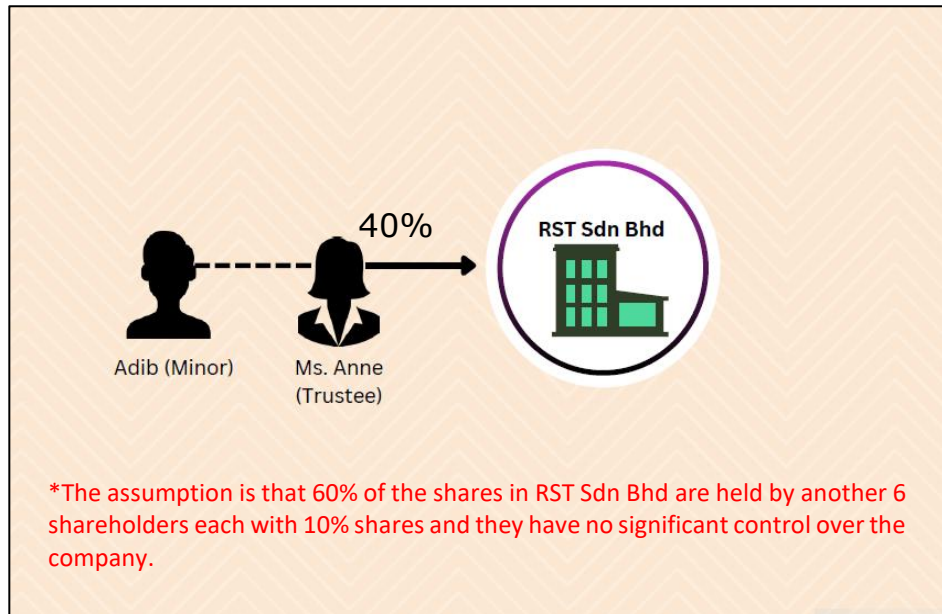 40%
RST Sdn Bhd
Adib (Minor)
Ms. Anne
(Trustee)
*The assumption is that 60% of the shares in RST Sdn Bhd are held by another 6
shareholders each with 10% shares and they have no significant control over the
company.